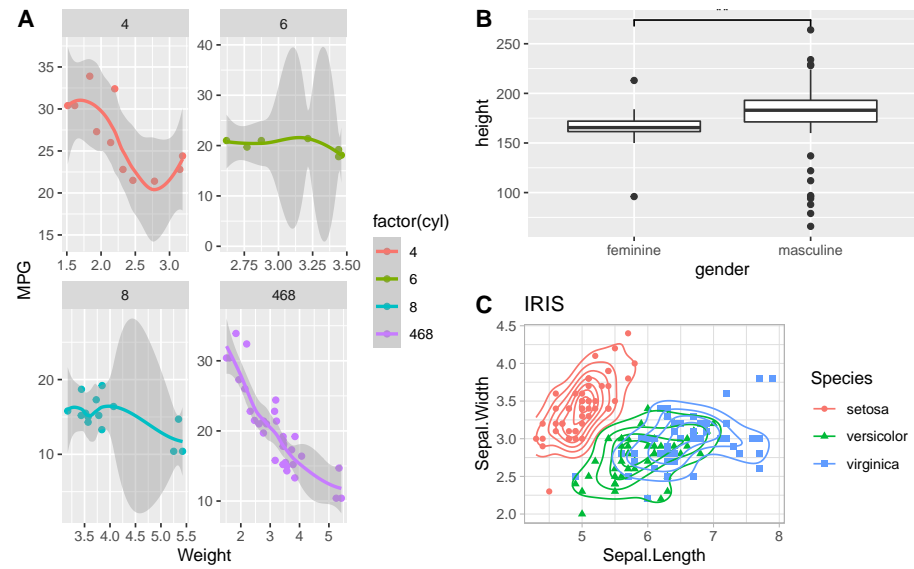 A
4
6
35
30
25
20
15
1.5 2.0 2.5 3.0
40
30
20
10
0
2.75 3.00 3.25 3.50
8
468
20
10
3.5 4.0 4.5 5.0 5.5
30
20
10
2 3 4 5
MPG
Weight
factor(cyl)
4
6
8
468
B
250
200
150
100
height
feminine masculine
gender
C IRIS
4.5
4.0
3.5
3.0
2.5
2.0
Sepal.Width
5 6 7 8
Sepal.Length
Species
setosa
versicolor
virginica